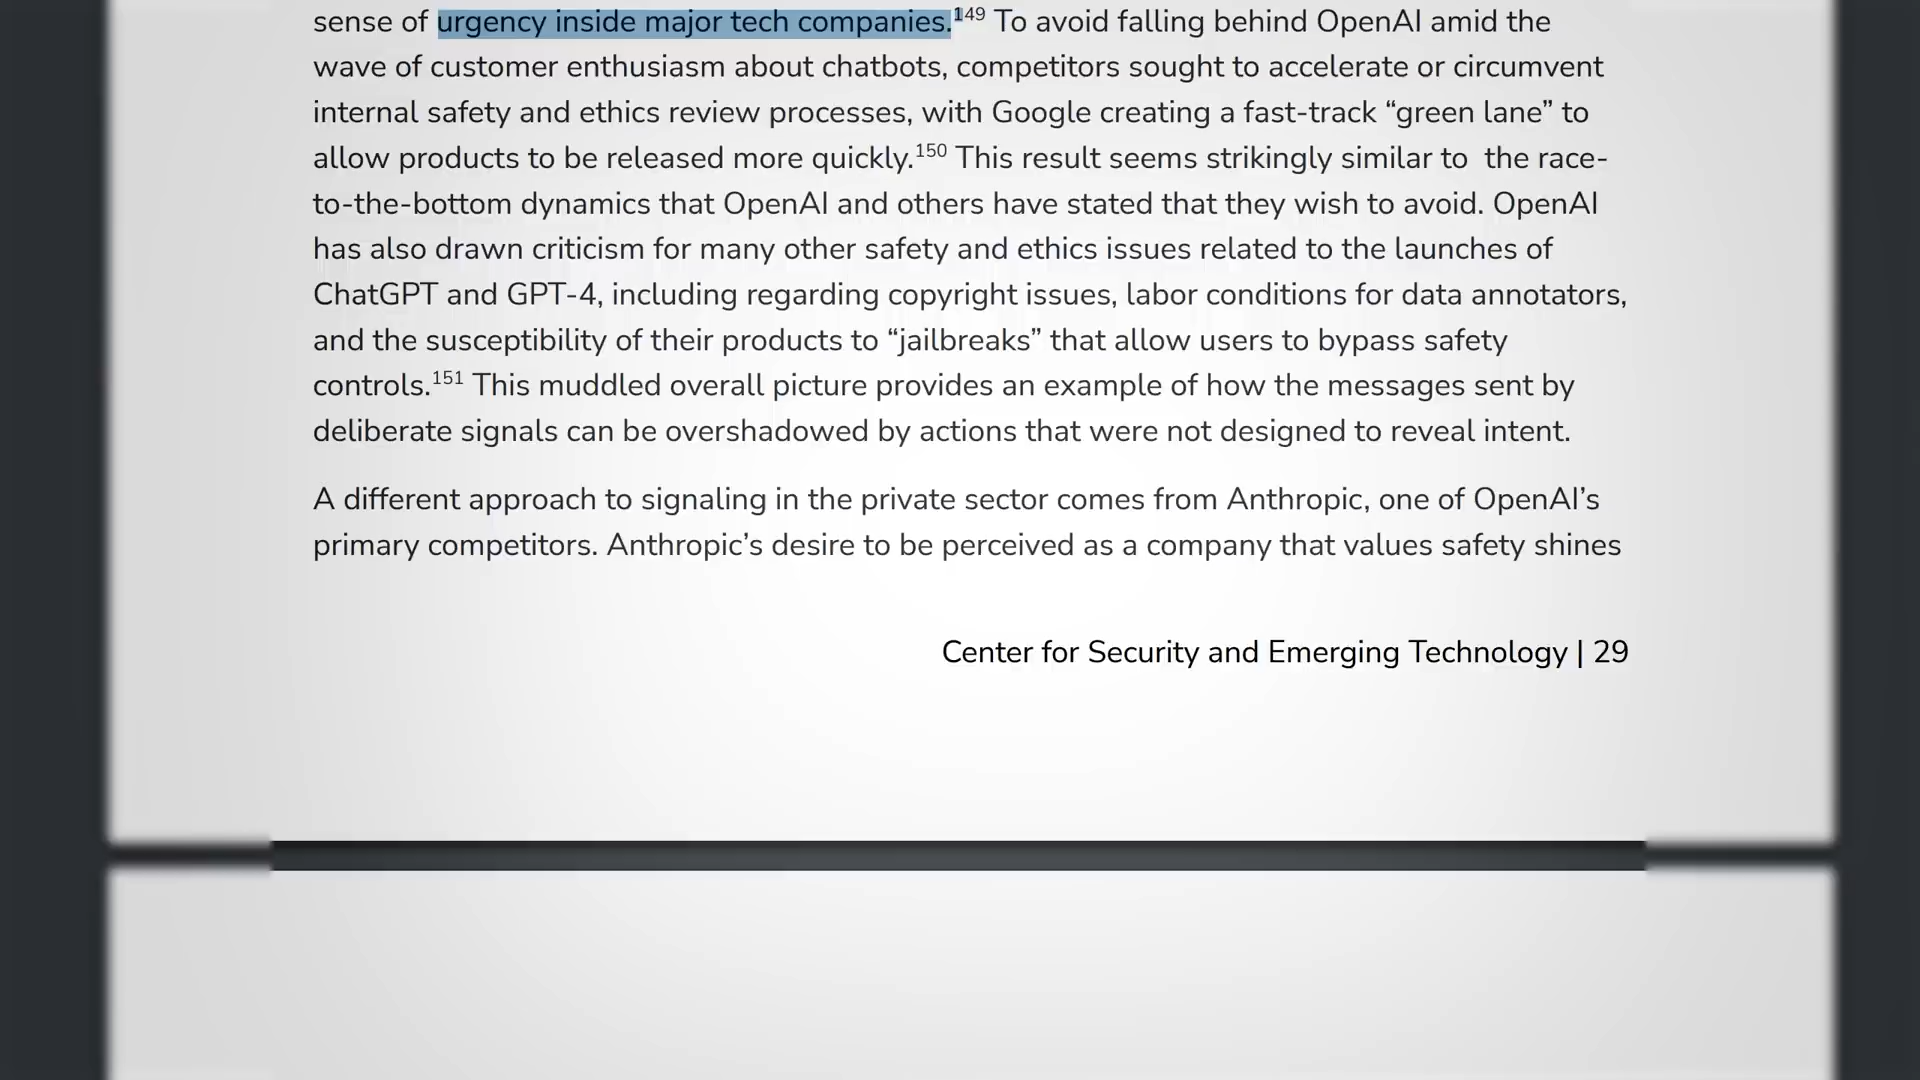 sense of urgency inside major tech companies.149 To avoid falling behind OpenAI amid the
wave of customer enthusiasm about chatbots, competitors sought to accelerate or circumvent
internal safety and ethics review processes, with Google creating a fast-track “green lane” to
allow products to be released more quickly.150 This result seems strikingly similar to  the race-
to-the-bottom dynamics that OpenAI and others have stated that they wish to avoid. OpenAI
has also drawn criticism for many other safety and ethics issues related to the launches of
ChatGPT and GPT-4, including regarding copyright issues, labor conditions for data annotators,
and the susceptibility of their products to “jailbreaks” that allow users to bypass safety
controls.151 This muddled overall picture provides an example of how the messages sent by
deliberate signals can be overshadowed by actions that were not designed to reveal intent.
A different approach to signaling in the private sector comes from Anthropic, one of OpenAI’s
primary competitors. Anthropic’s desire to be perceived as a company that values safety shines
Center for Security and Emerging Technology | 29